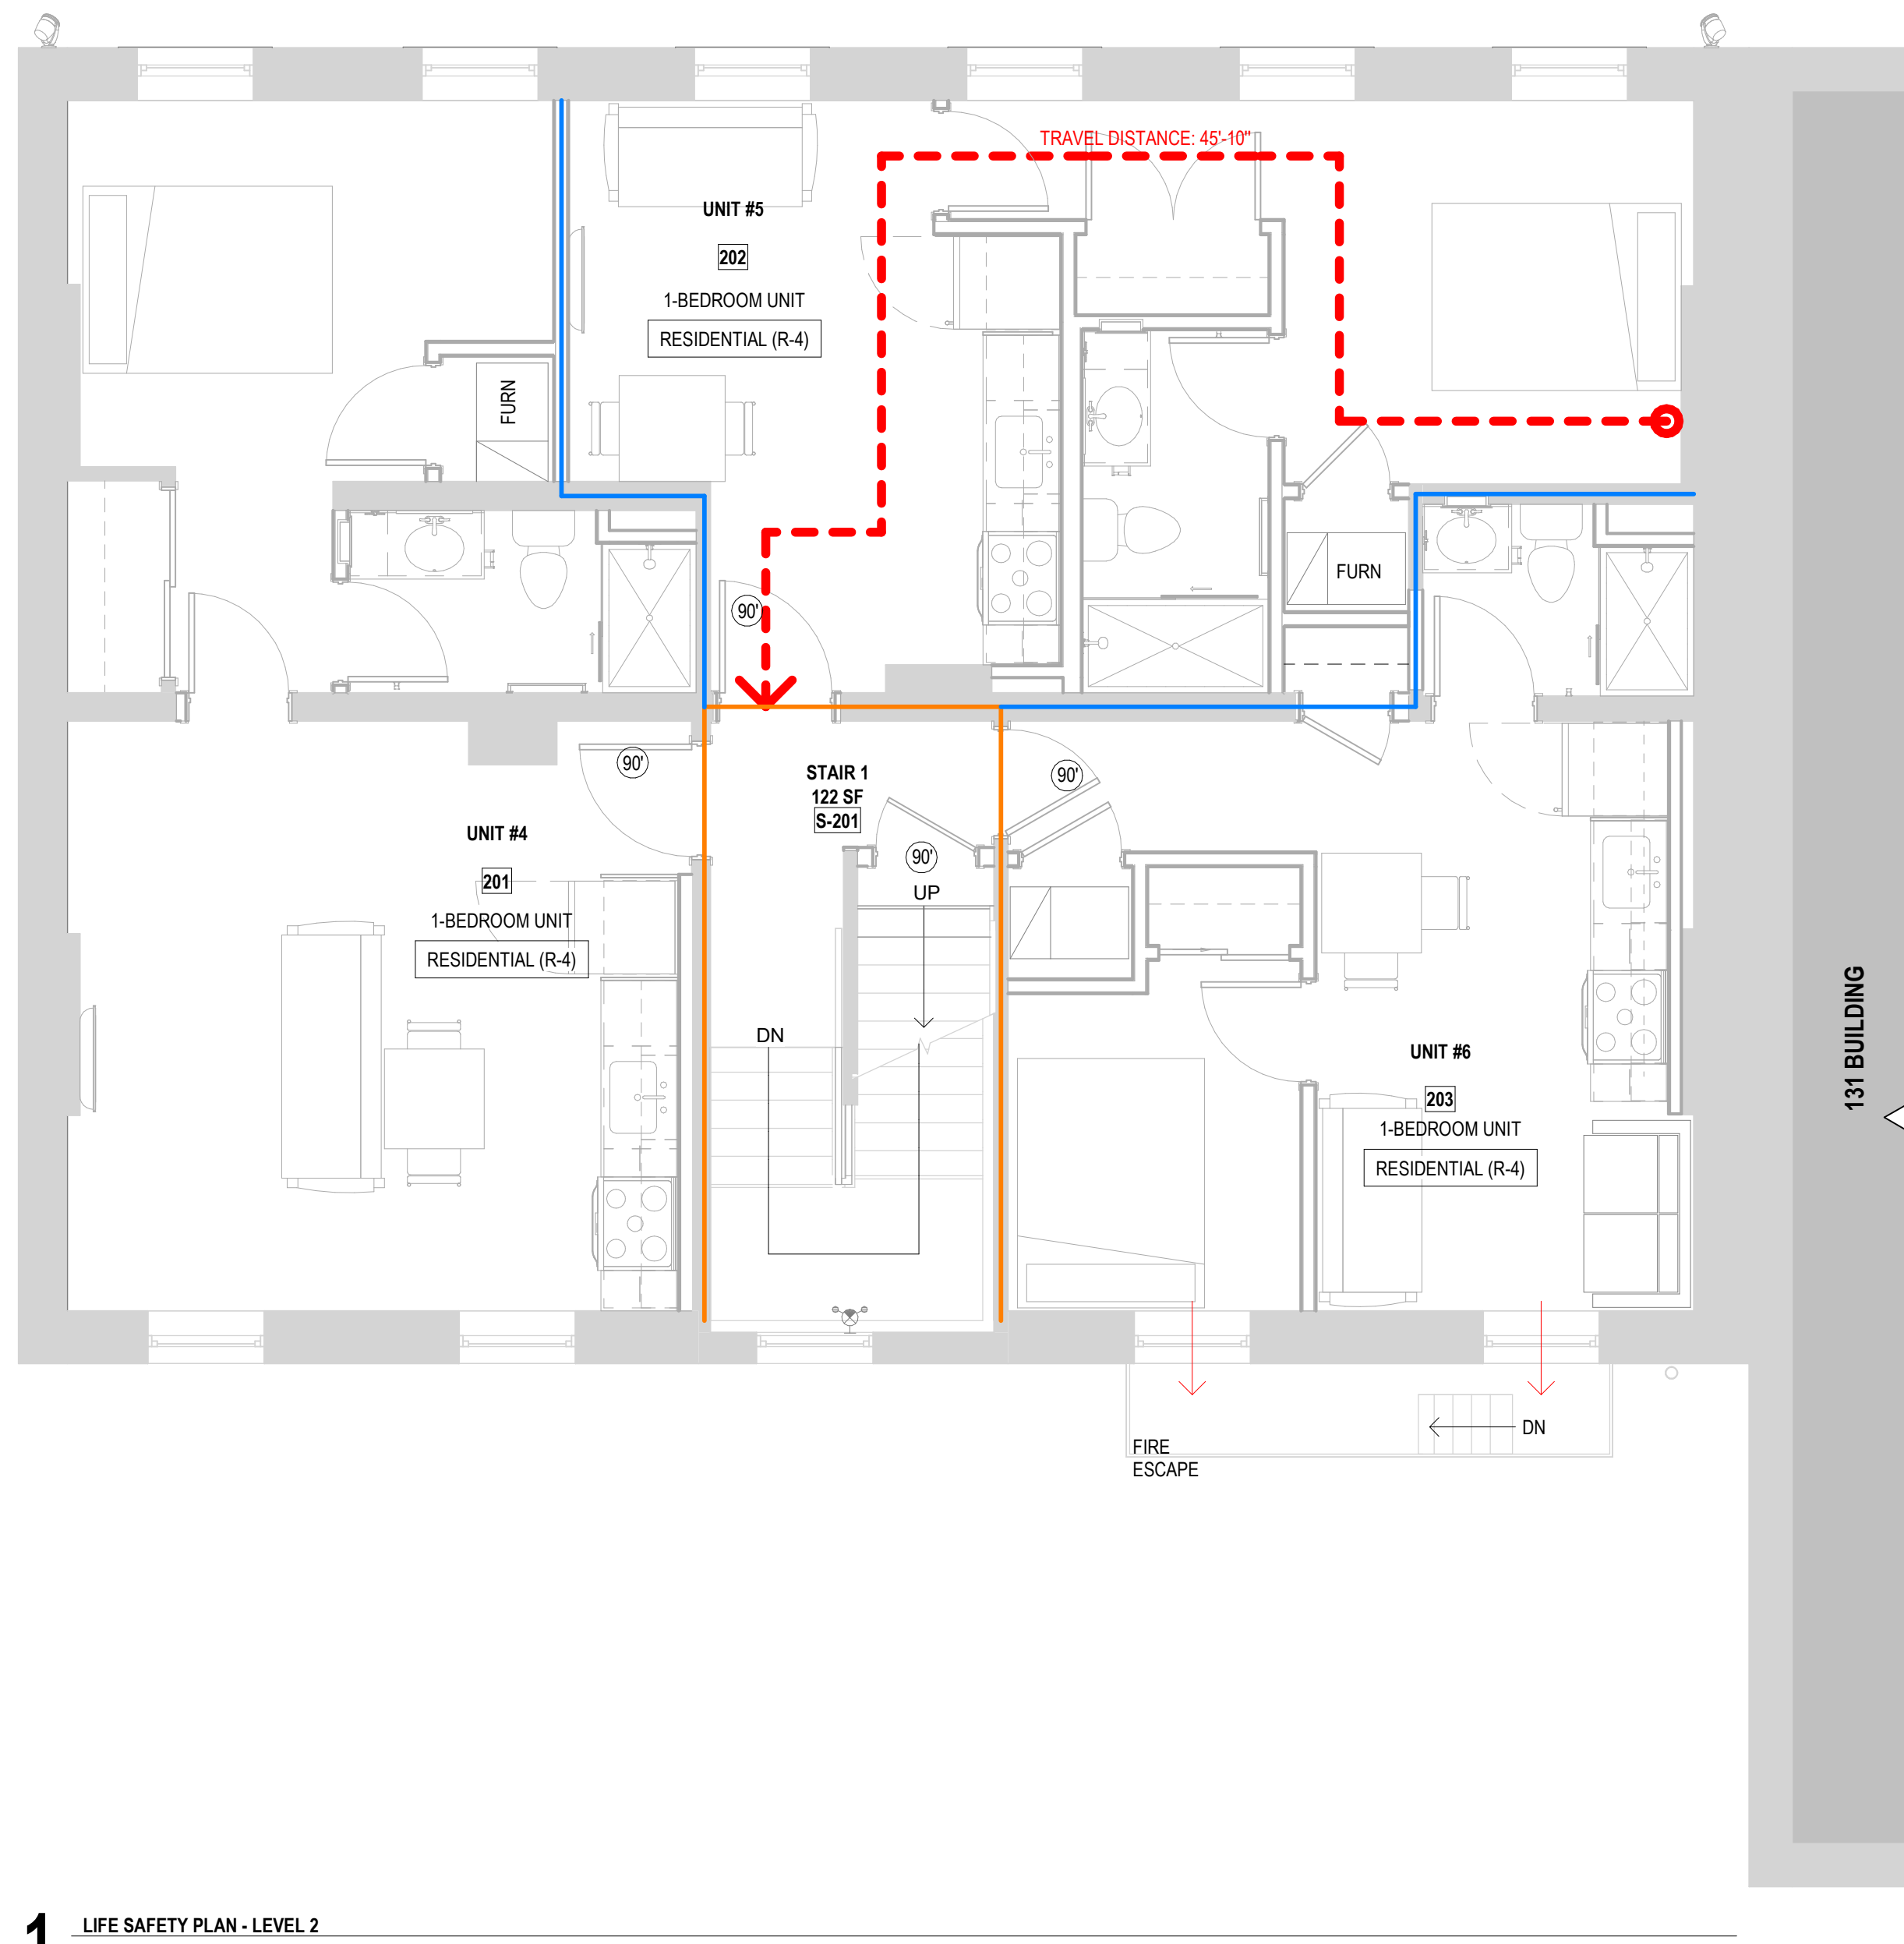 TRAVEL DISTANCE: 45'-10"
UNIT #5
202
1-BEDROOM UNIT
RESIDENTIAL (R-4)
FURN
FURN
90'
90'
STAIR 1
122 SF
S-201
90'
90'
UP
DN
UNIT #4
201
1-BEDROOM UNIT
RESIDENTIAL (R-4)
UNIT #6
203
1-BEDROOM UNIT
RESIDENTIAL (R-4)
131 BUILDING
DN
FIRE
ESCAPE
1
LIFE SAFETY PLAN - LEVEL 2